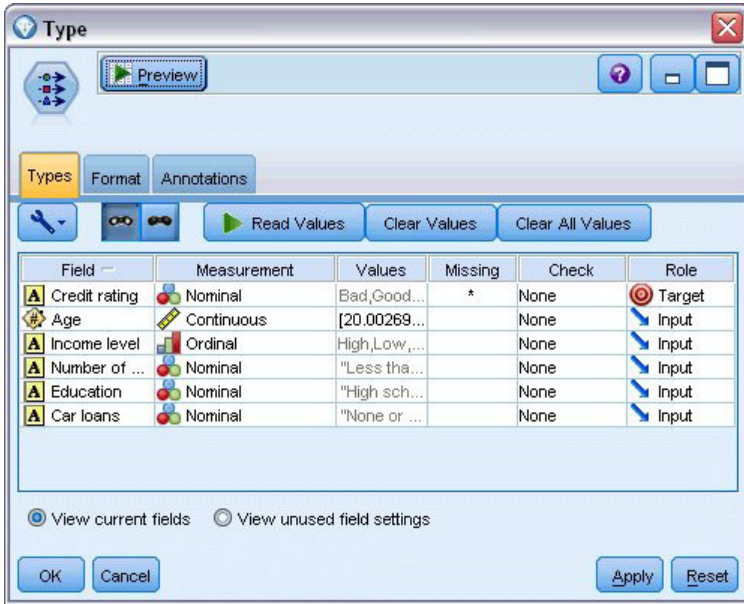 Type
Preview
Types Format Annotations
Read Values Clear Values Clear All Values
Field Measurement Values Missing Check Role
A Credit rating Nominal Bad,Good... * None Target
# Age Continuous [20.00269... None Input
A Income level Ordinal High,Low,... None Input
A Number of ... Nominal "Less tha... None Input
A Education Nominal "High sch... None Input
A Car loans Nominal "None or ... None Input
View current fields View unused field settings
OK Cancel Apply Reset